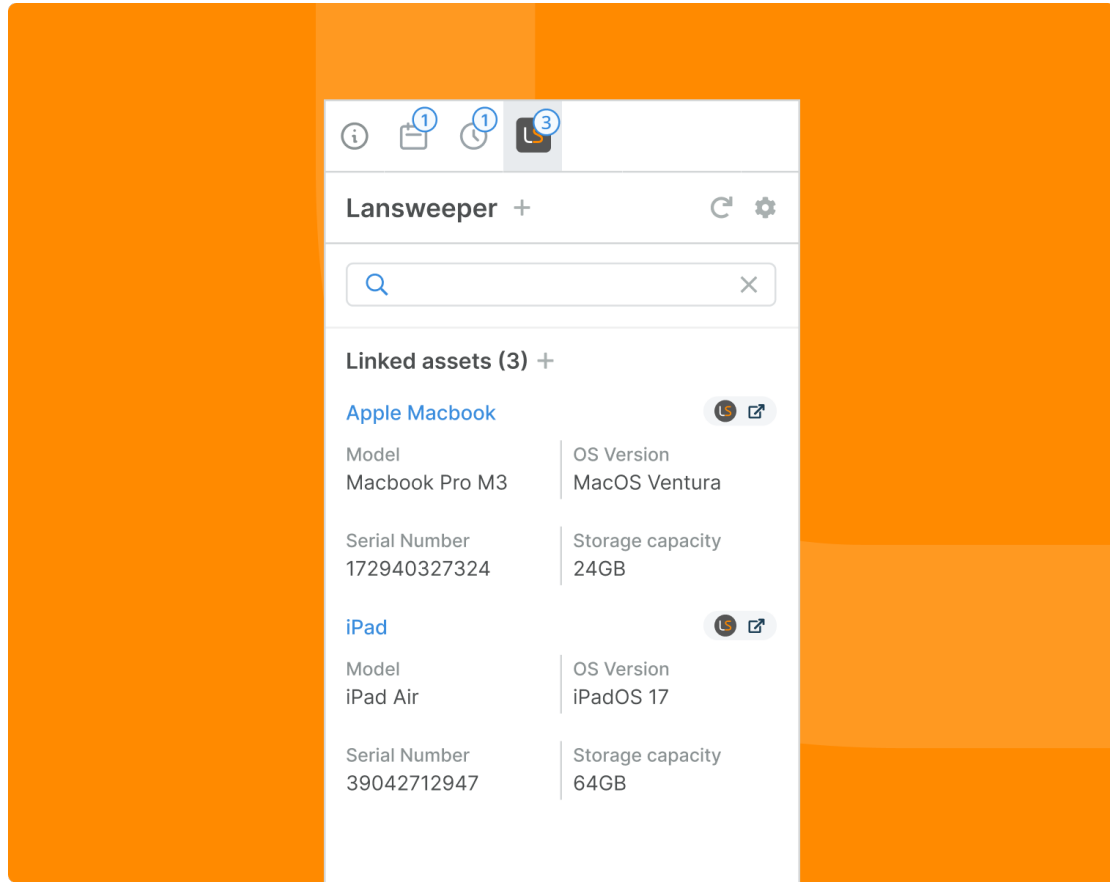 1 1 LS 3
Lansweeper
Linked assets (3)
Apple Macbook LS
Model OS Version
Macbook Pro M3 MacOS Ventura
Serial Number Storage capacity
172940327324 24GB
iPad LS
Model OS Version
iPad Air iPadOS 17
Serial Number Storage capacity
39042712947 64GB